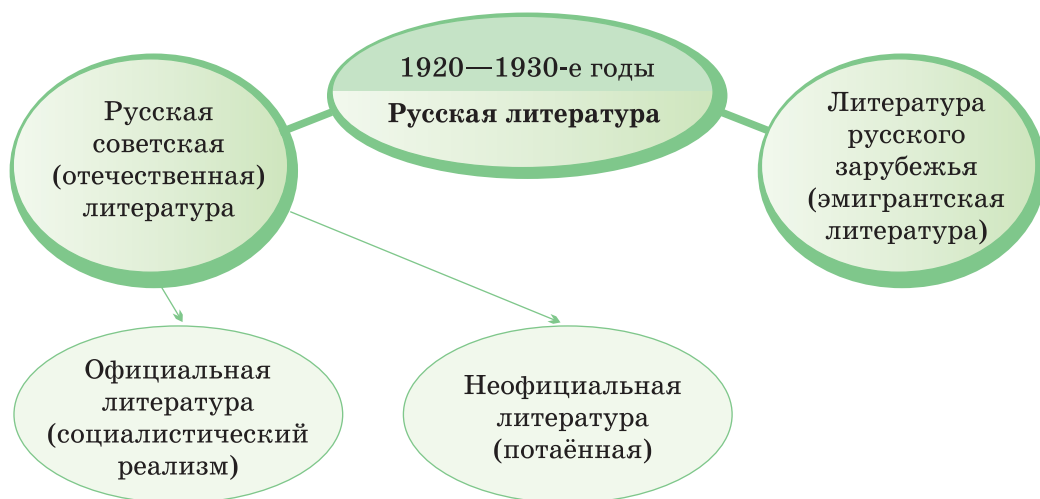 1920—1930-е годы
Русская литература
Русская
советская
(отечественная)
литература
Литература
русского
зарубежья
(эмигрантская
литература)
Официальная
литература
(социалистический
реализм)
Неофициальная
литература
(потаённая)